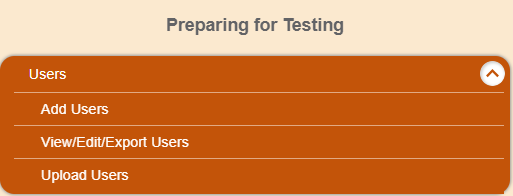 Preparing for Testing
Users
Add Users
View/Edit/Export Users
Upload Users